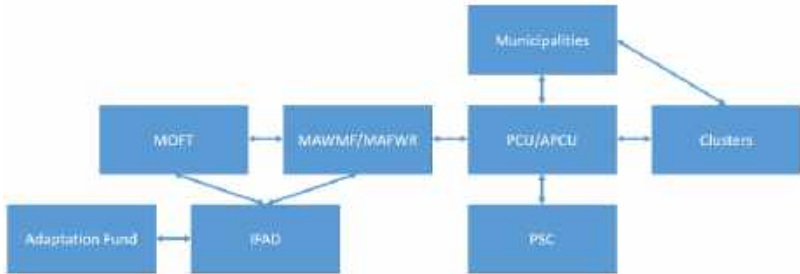 Municipalities
MOFT
MAWMF/MAFWR
PCU/APCU
Clusters
Adaptation Fund
IFAD
PSC